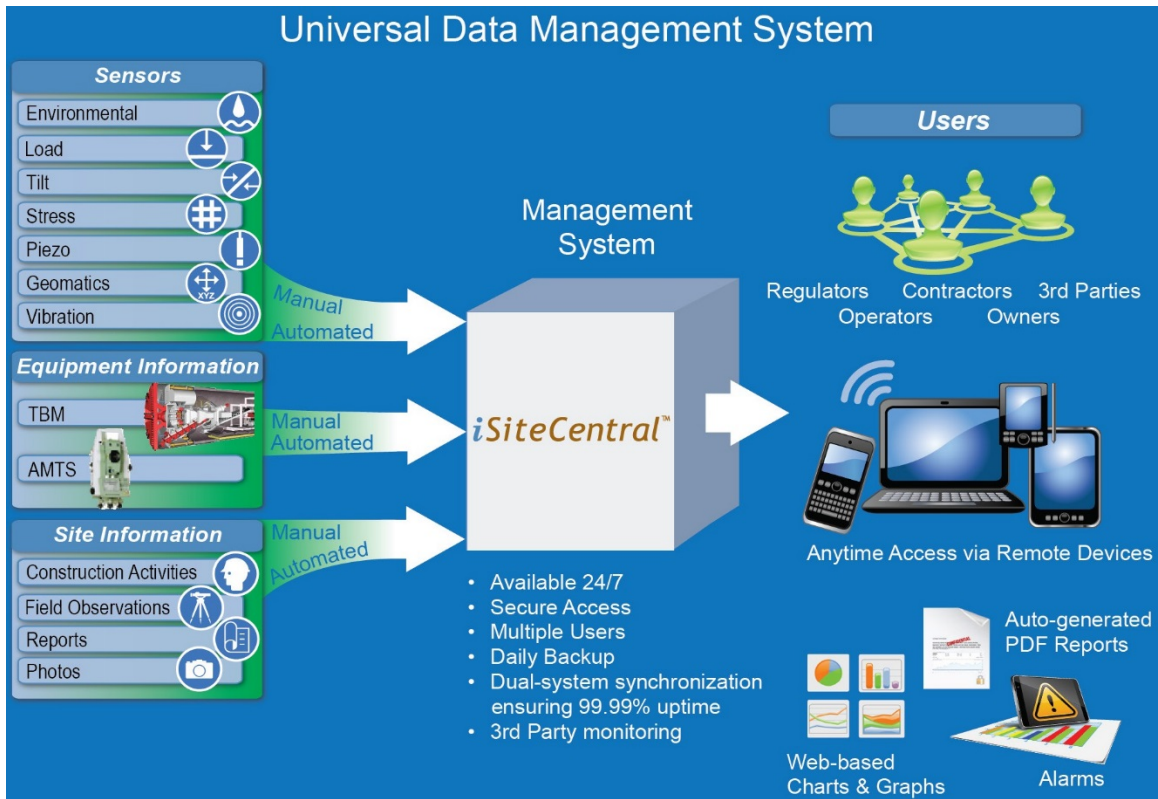 Universal Data Management System
Sensors
Environmental
Load
Tilt
Stress
Piezo
Geomatics
XYZ
Vibration
Manual
Automated
Equipment Information
TBM
AMTS
Manual
Automated
Site Information
Construction Activities
Field Observations
Reports
Photos
Manual
Automated
Management
System
iSiteCentral™
• Available 24/7
• Secure Access
• Multiple Users
• Daily Backup
• Dual-system synchronization
ensuring 99.99% uptime
• 3rd Party monitoring
Users
Regulators Contractors 3rd Parties
Operators Owners
Anytime Access via Remote Devices
Auto-generated
PDF Reports
CONFIDENTIAL
Web-based
Charts & Graphs
Alarms